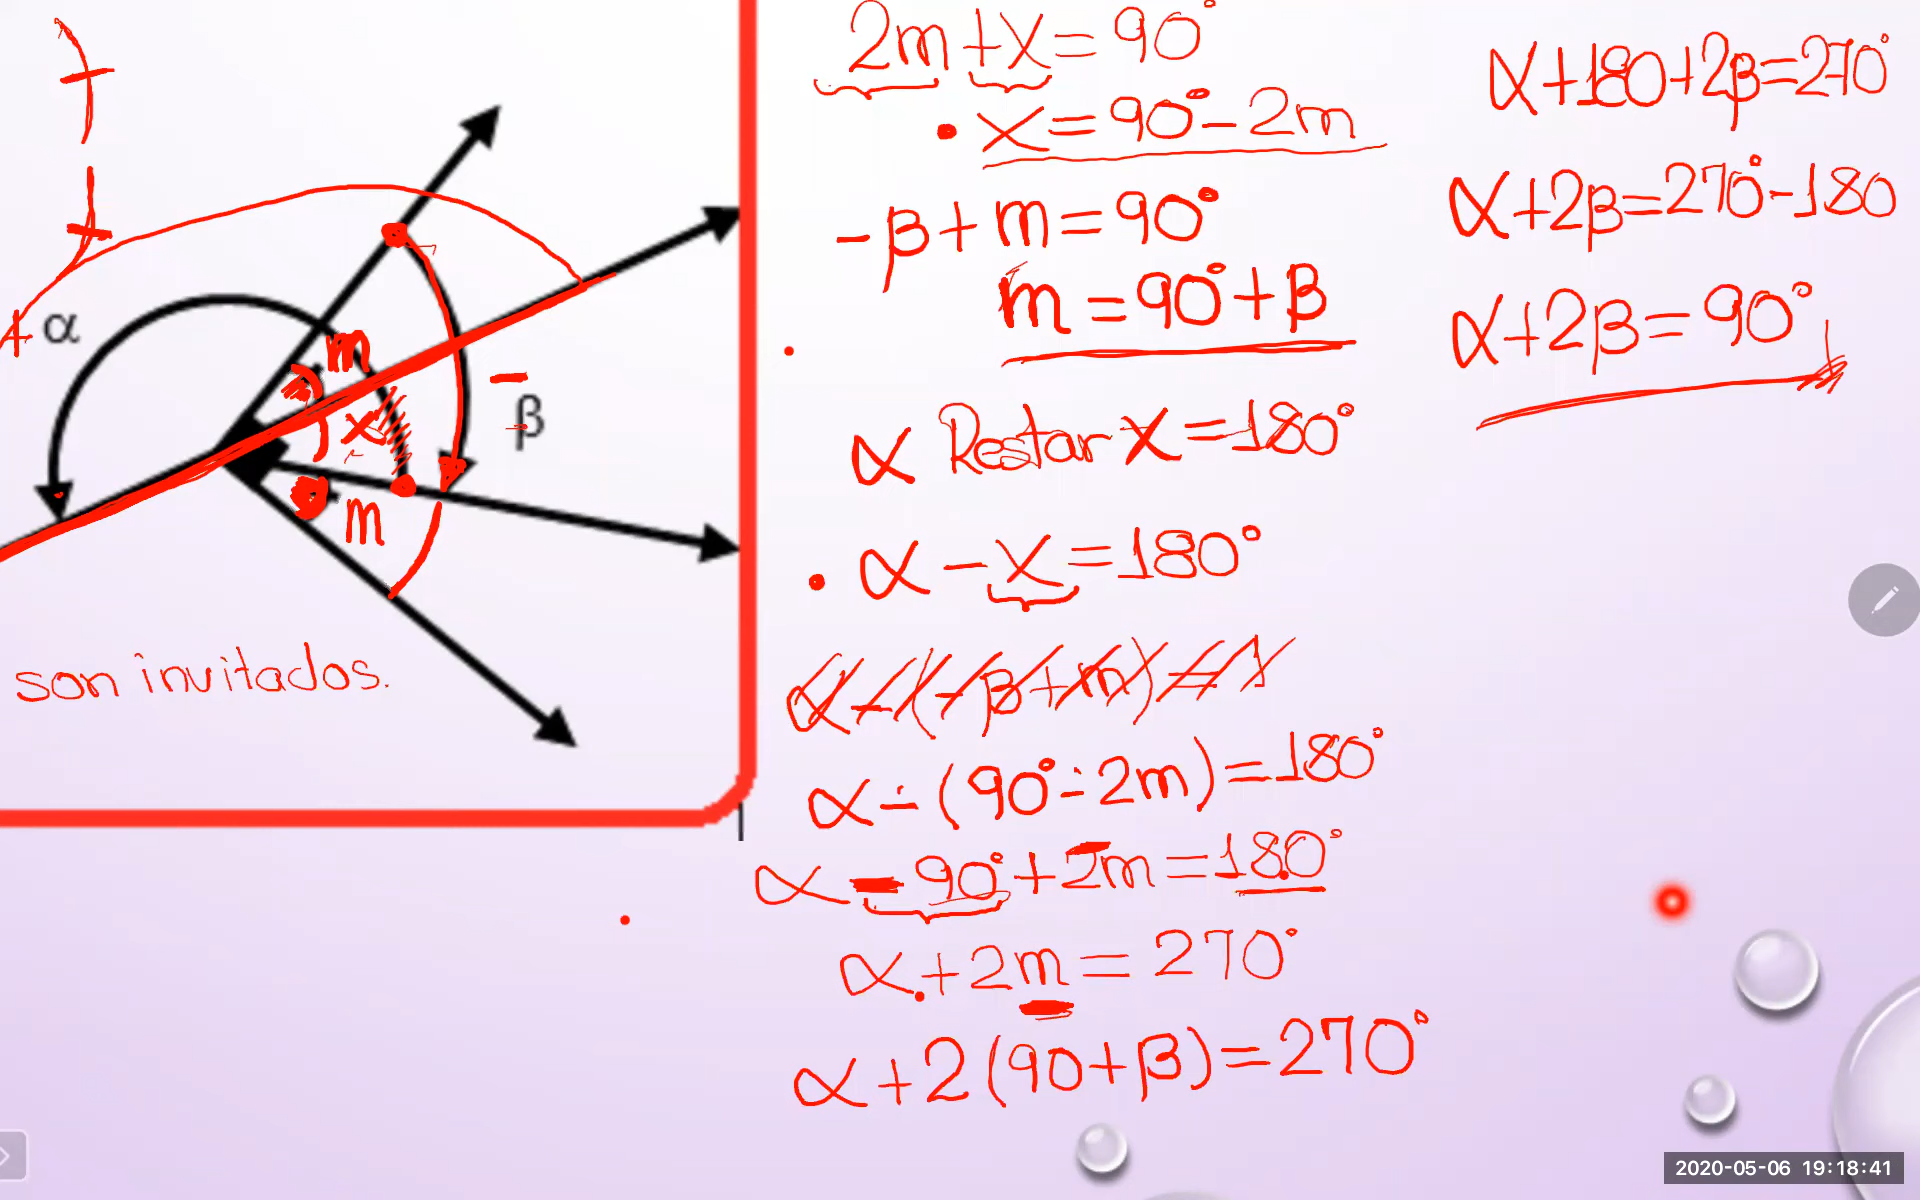 α
m
x
m
−
β
son invitados.
2m+x=90°
x=90°−2m
−β+m=90°
m=90°+β
α Restar x=180°
α−x=180°
α−(−β+m)=1
α−(90°−2m)=180°
α−90°+2m=180°
α+2m=270°
α+2(90+β)=270°
α+180+2β=270°
α+2β=270°−180
α+2β=90°
2020-05-06 19:18:41